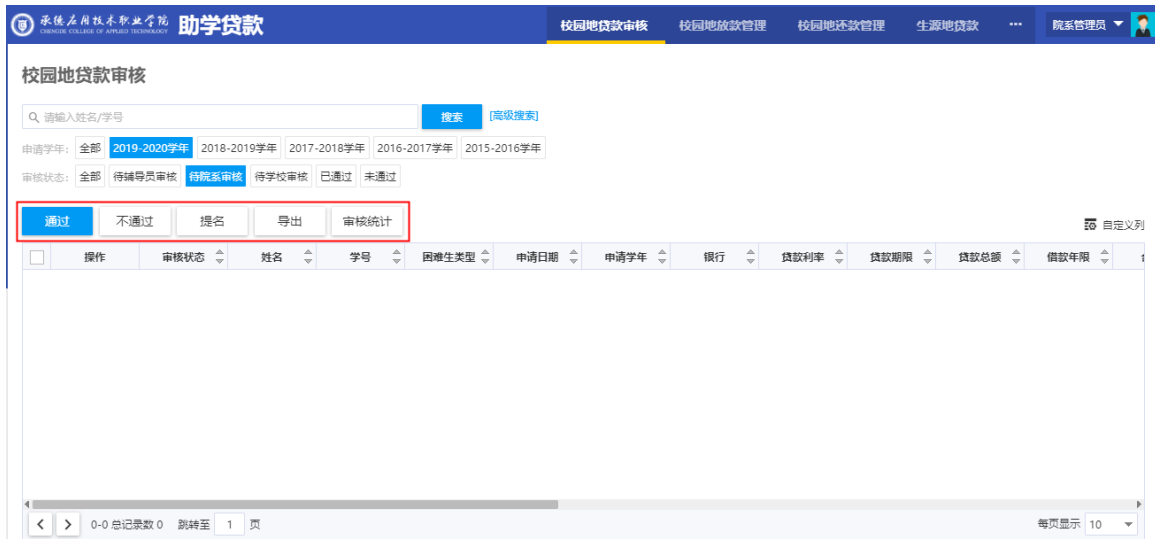 承德应用技术职业学院 助学贷款 校园地贷款审核 校园地放款管理 校园地还款管理 生源地贷款 ··· 院系管理员
CHENGDE COLLEGE OF APPLIED TECHNOLOGY
校园地贷款审核
请输入姓名/学号 搜索 [高级搜索]
申请学年: 全部 2019-2020学年 2018-2019学年 2017-2018学年 2016-2017学年 2015-2016学年
审核状态: 全部 待辅导员审核 待院系审核 待学校审核 已通过 未通过
通过 不通过 提名 导出 审核统计 自定义列
操作 审核状态 姓名 学号 困难生类型 申请日期 申请学年 银行 贷款利率 贷款期限 贷款总额 借款年限
0-0 总记录数 0 跳转至 1 页 每页显示 10